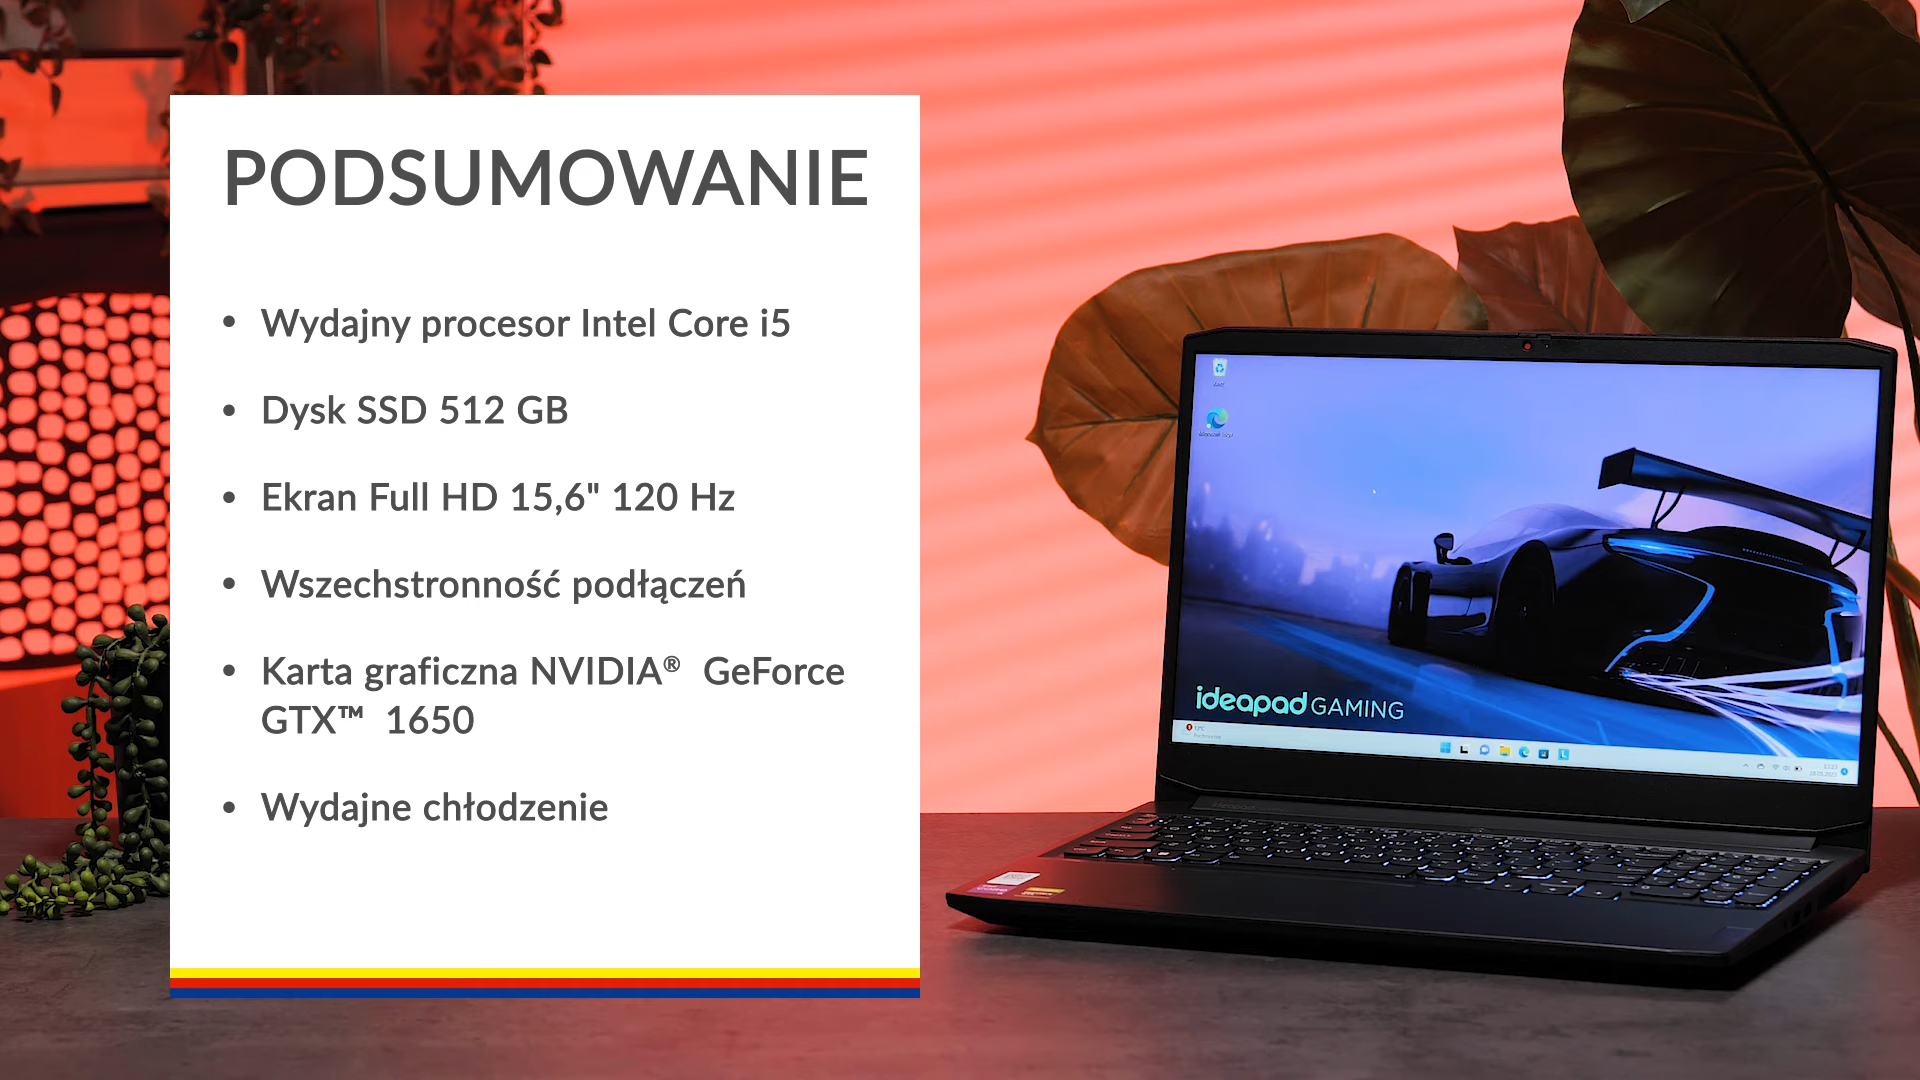 PODSUMOWANIE
• Wydajny procesor Intel Core i5
• Dysk SSD 512 GB
• Ekran Full HD 15,6" 120 Hz
• Wszechstronność podłączeń
• Karta graficzna NVIDIA® GeForce
GTX™ 1650
• Wydajne chłodzenie
ideapad GAMING